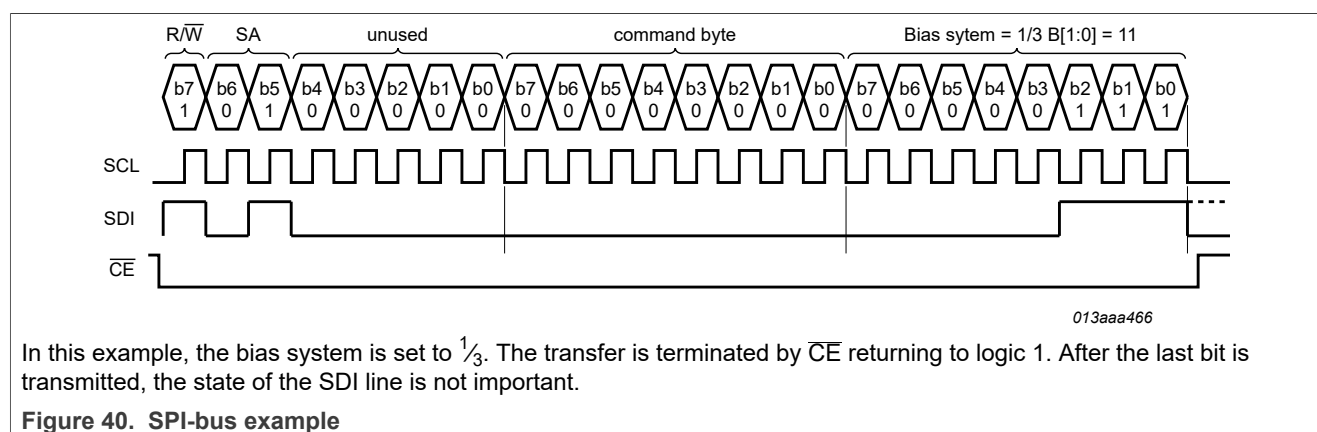 R/W SA unused command byte Bias sytem = 1/3 B[1:0] = 11
b7 b6 b5 b4 b3 b2 b1 b0 b7 b6 b5 b4 b3 b2 b1 b0 b7 b6 b5 b4 b3 b2 b1 b0
1 0 1 0 0 0 0 0 0 0 0 0 0 0 0 0 0 0 0 0 0 1 1 1
SCL
SDI
CE
013aaa466
In this example, the bias system is set to 1/3. The transfer is terminated by CE returning to logic 1. After the last bit is
transmitted, the state of the SDI line is not important.
Figure 40. SPI-bus example